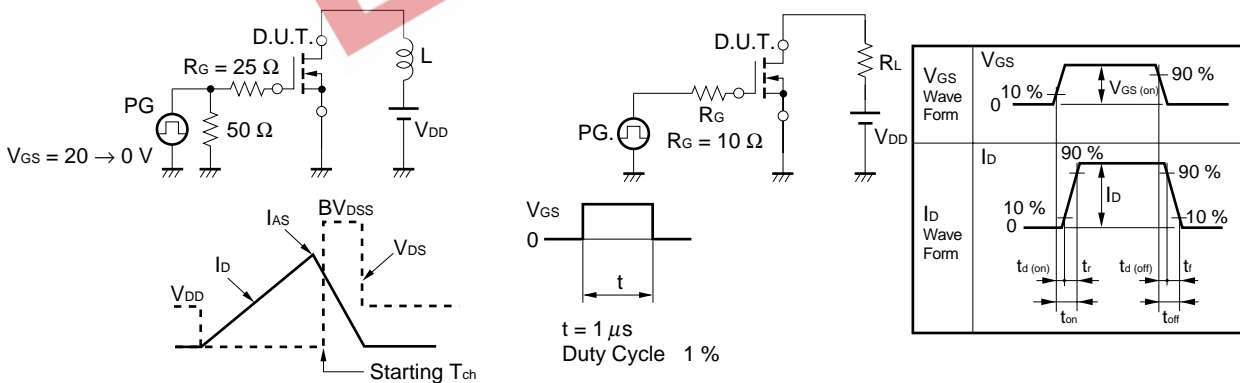 D.U.T.
L
RG = 25 Ω
PG
50 Ω
VDD
VGS = 20 → 0 V
BVDSS
IAS
ID
VDS
VDD
Starting Tch
D.U.T.
RL
RG
PG.
RG = 10 Ω
VDD
VGS
0
t
t = 1 μs
Duty Cycle 1 %
VGS
Wave
Form
VGS
90 %
VGS (on)
10 %
0
ID
Wave
Form
ID
90 %
90 %
ID
10 %
0
10 %
td (on)
tr
td (off)
tf
ton
toff